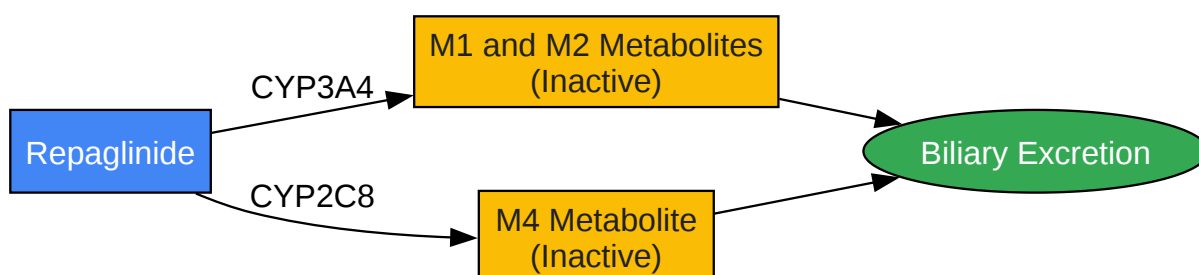 M1 and M2 Metabolites
(Inactive)
CYP3A4
Repaglinide
Biliary Excretion
CYP2C8
M4 Metabolite
(Inactive)